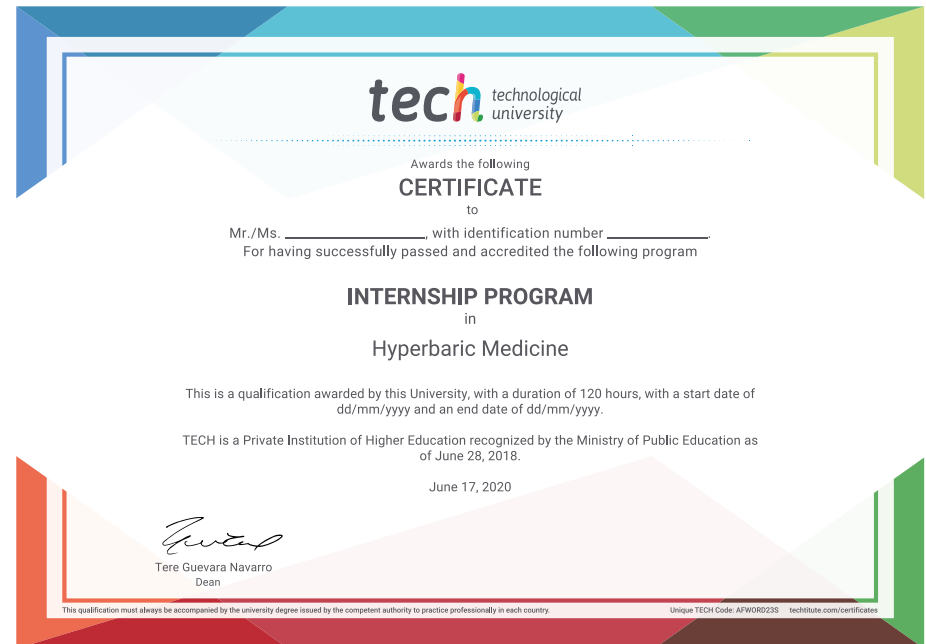 tech technological
university
Awards the following
CERTIFICATE
to
Mr./Ms. ____________________, with identification number ______________.
For having successfully passed and accredited the following program
INTERNSHIP PROGRAM
in
Hyperbaric Medicine
This is a qualification awarded by this University, with a duration of 120 hours, with a start date of
dd/mm/yyyy and an end date of dd/mm/yyyy.
TECH is a Private Institution of Higher Education recognized by the Ministry of Public Education as
of June 28, 2018.
June 17, 2020
Tere Guevara Navarro
Dean
This qualification must always be accompanied by the university degree issued by the competent authority to practice professionally in each country.
Unique TECH Code: AFWORD23S techtitute.com/certificates